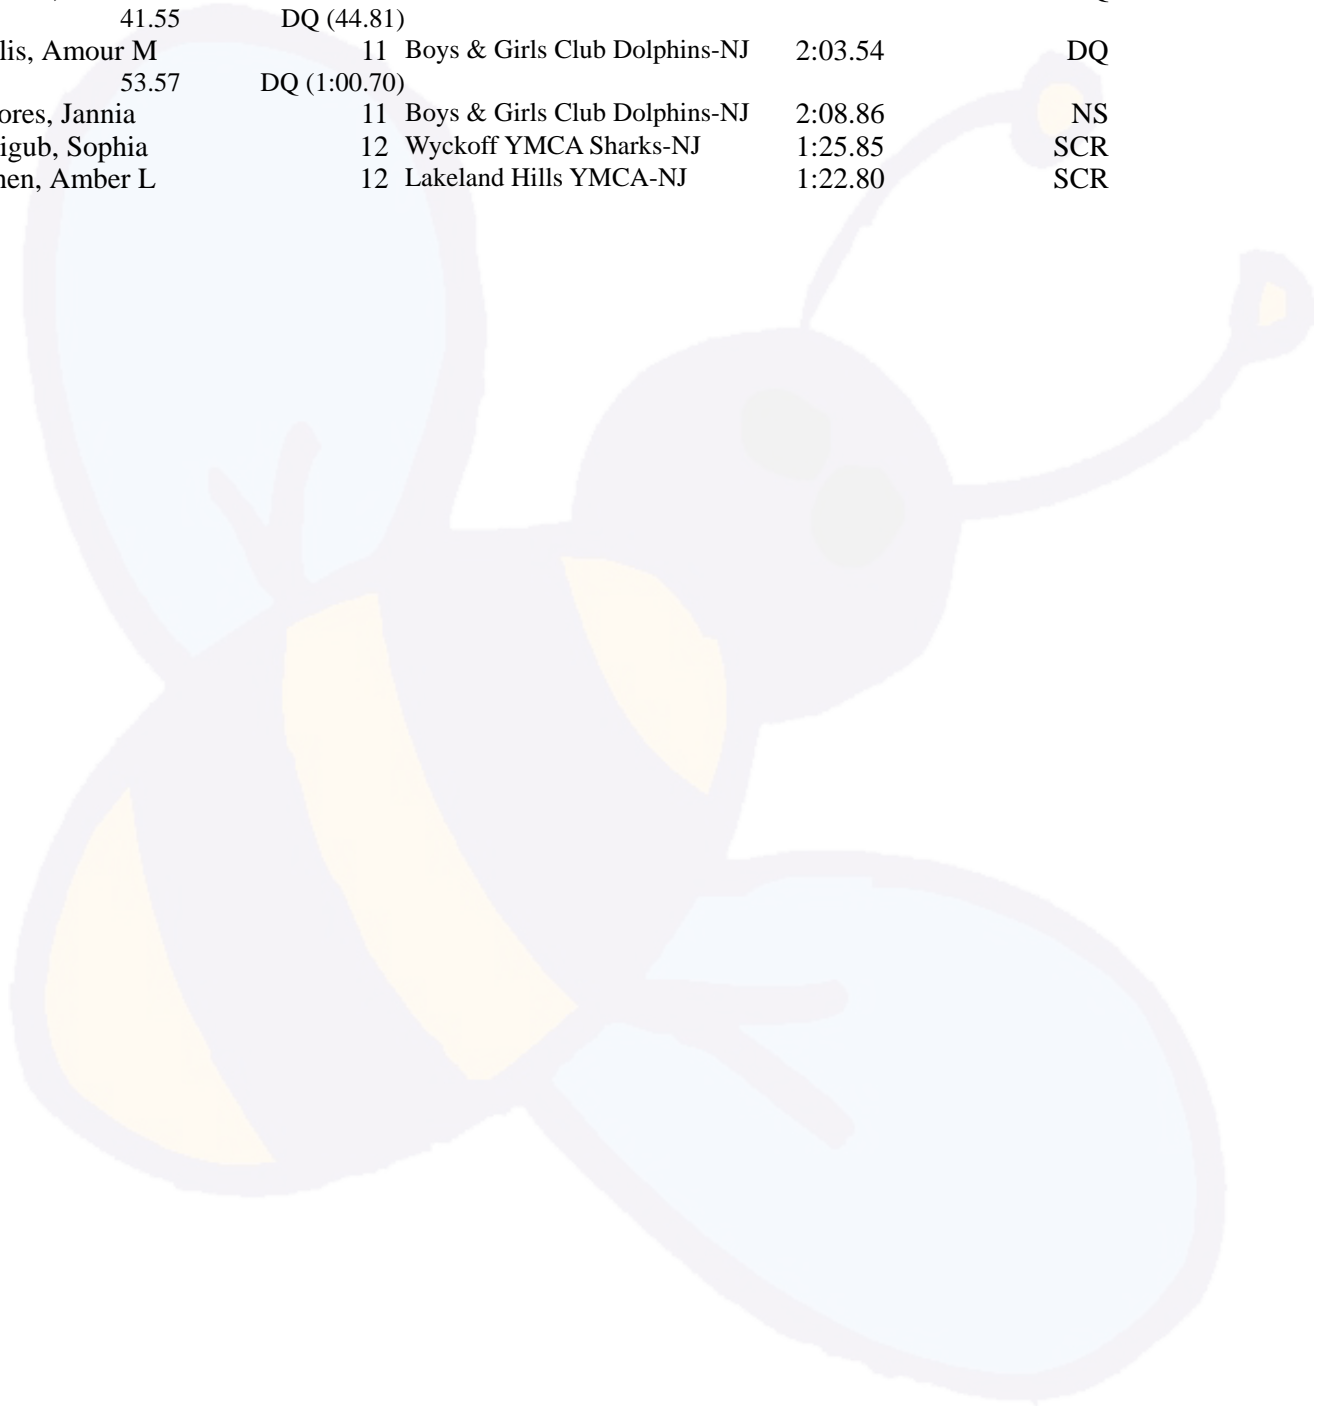 41.55 DQ (44.81)
lis, Amour M 11 Boys & Girls Club Dolphins-NJ 2:03.54 DQ
53.57 DQ (1:00.70)
ores, Jannia 11 Boys & Girls Club Dolphins-NJ 2:08.86 NS
igub, Sophia 12 Wyckoff YMCA Sharks-NJ 1:25.85 SCR
nen, Amber L 12 Lakeland Hills YMCA-NJ 1:22.80 SCR